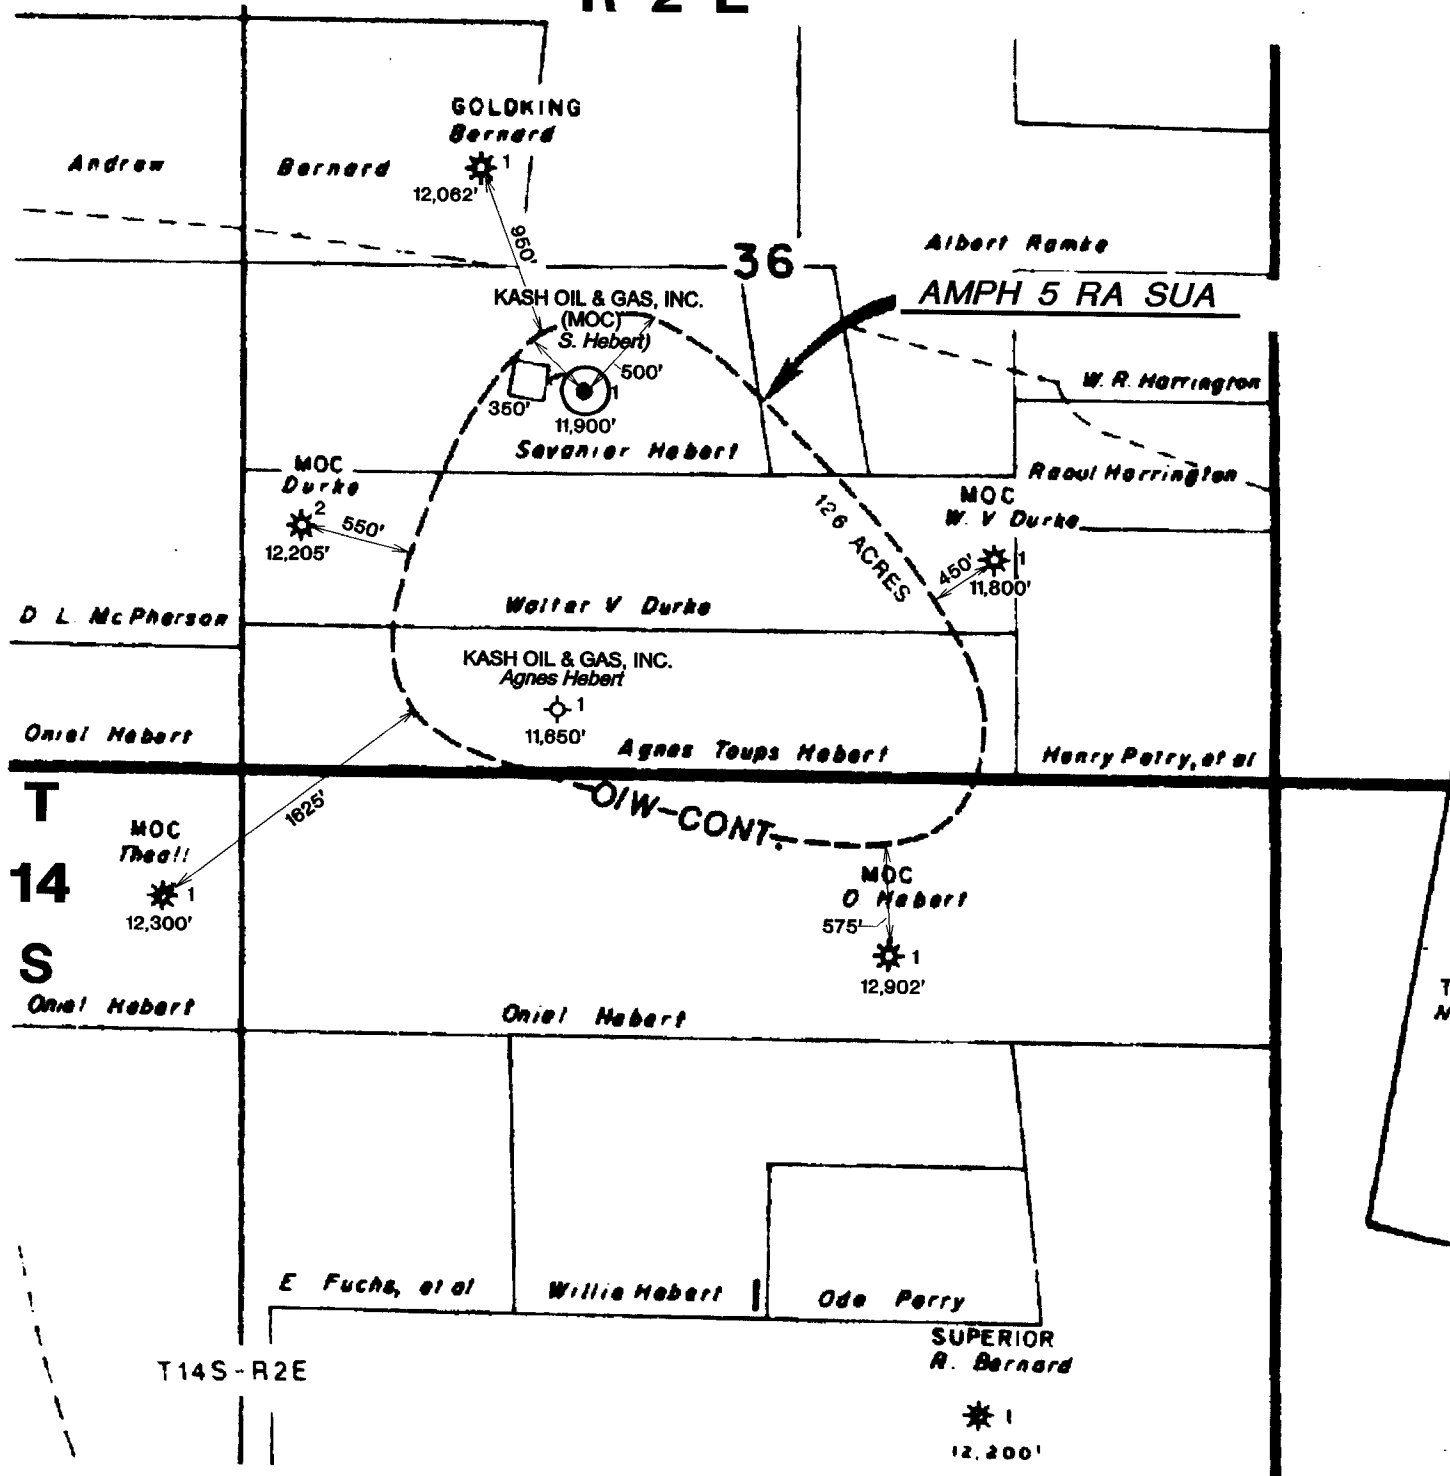 R 2 E
GOLDKING
Bernard
1
12,062'
Andrew
Bernard
950'
36
Albert Ramke
AMPH 5 RA SUA
KASH OIL & GAS, INC.
(MOC)
S. Hebert)
500'
350'
1
11,900'
W. R. Harrington
Savanier Hebert
MOC
Durke
2
550'
12,205'
Raoul Harrington
MOC
W. V Durke
1
450'
11,800'
126 ACRES
D L. McPherson
Walter V Durke
KASH OIL & GAS, INC.
Agnes Hebert
1
11,650'
Oniel Hebert
Agnes Toups Hebert
Henry Patry, et al
T
14
S
1625'
O/W CONT.
MOC
Theall
1
12,300'
MOC
O Hebert
575'
1
12,902'
Oniel Hebert
Oniel Hebert
T
M
E Fuchs, et al
Willie Hebert
Oda Perry
SUPERIOR
R. Bernard
1
12,200'
T14S-R2E